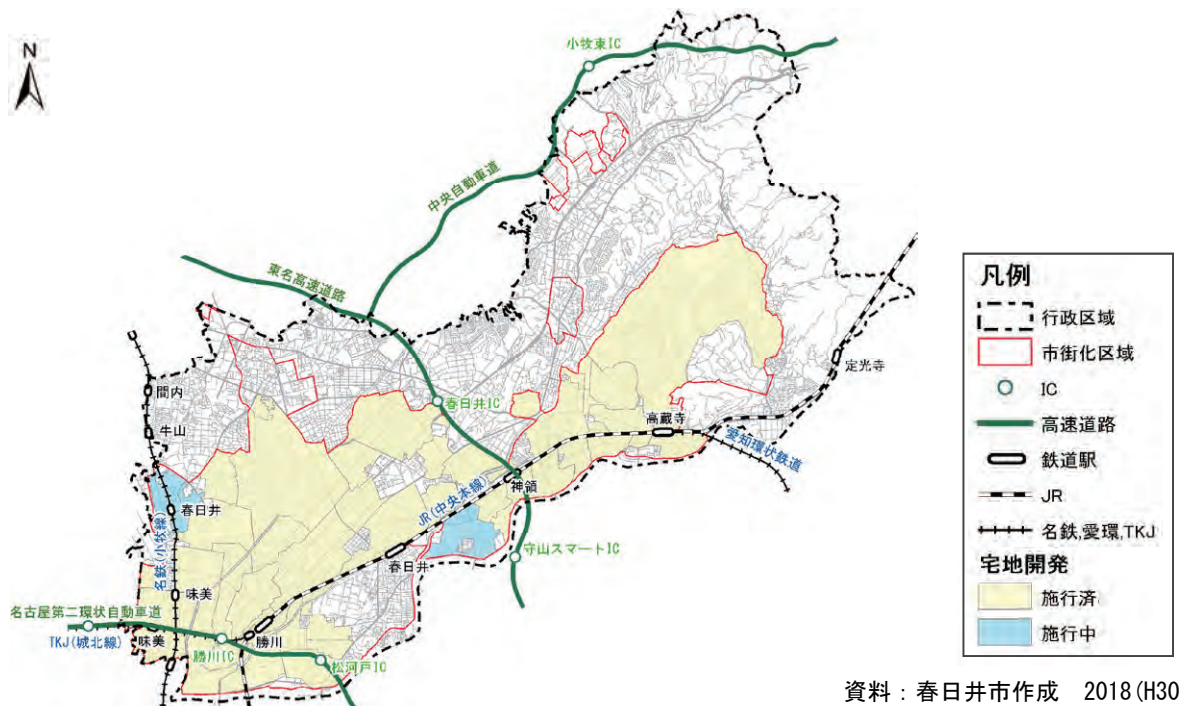 N
小牧東IC
中央自動車道
東名高速道路
間内
牛山
春日井IC
定光寺
高蔵寺
愛知環状鉄道
神領
JR(中央本線)
春日井
名鉄(小牧線)
春日井
守山スマートIC
味美
名古屋第二環状自動車道
TKJ(城北線)
味美
勝川IC
勝川
松河戸IC
凡例
行政区域
市街化区域
IC
高速道路
鉄道駅
JR
名鉄,愛環,TKJ
宅地開発
施行済
施行中
資料：春日井市作成　2018(H30